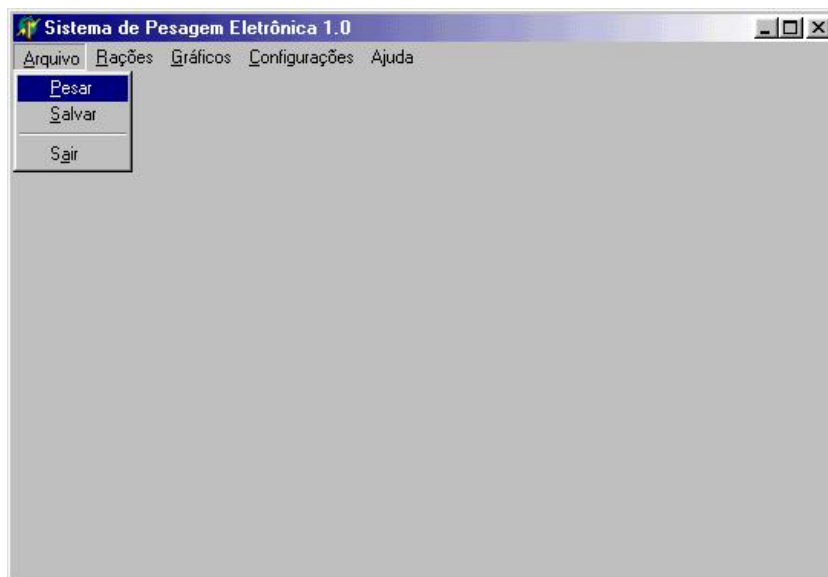 Sistema de Pesagem Eletrônica 1.0
Arquivo Rações Gráficos Configurações Ajuda
Pesar
Salvar
Sair